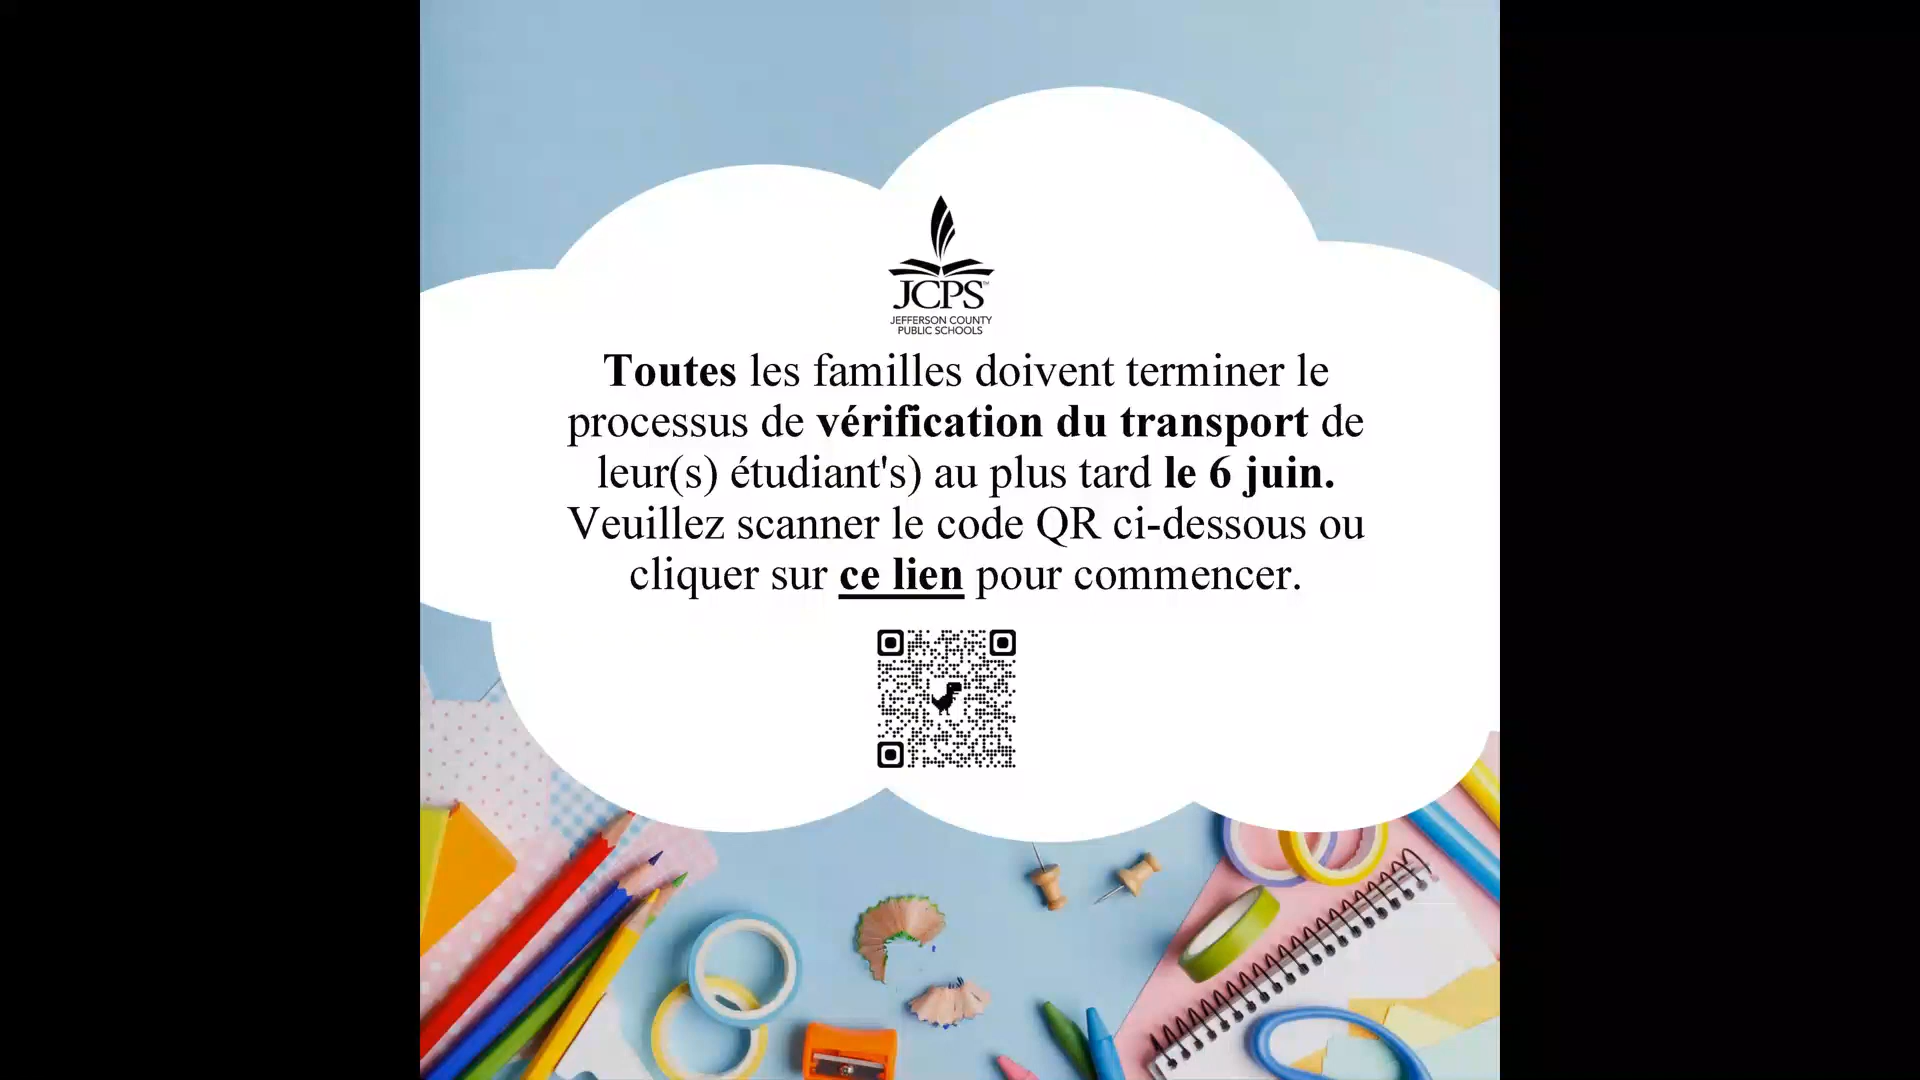 JCPS™
JEFFERSON COUNTY
PUBLIC SCHOOLS
Toutes les familles doivent terminer le
processus de vérification du transport de
leur(s) étudiant's) au plus tard le 6 juin.
Veuillez scanner le code QR ci-dessous ou
cliquer sur ce lien pour commencer.